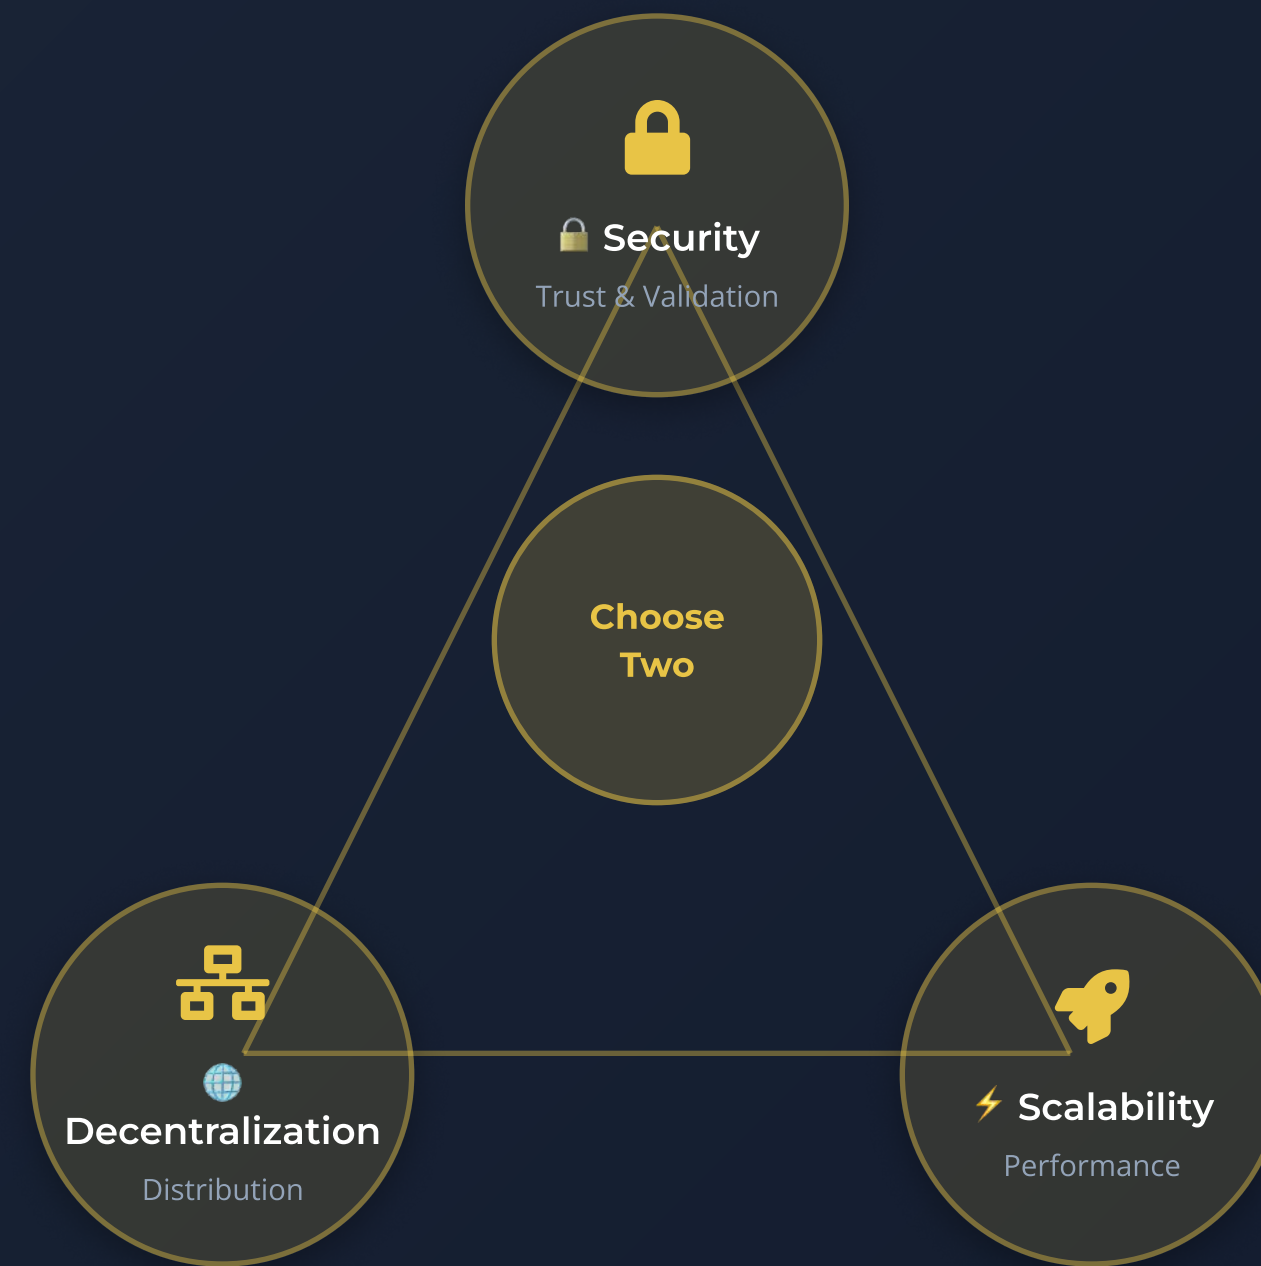 🔒 Security
Trust & Validation
Choose
Two
🌐
Decentralization
Distribution
⚡ Scalability
Performance